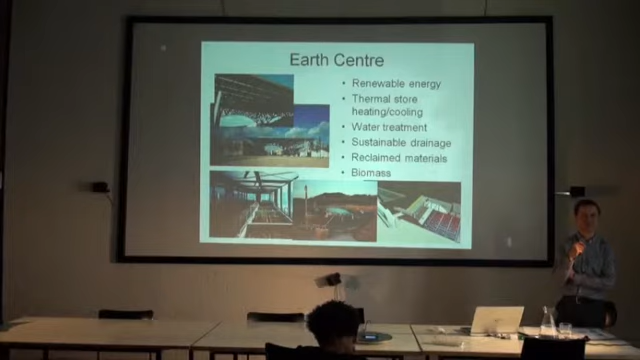 Earth Centre
• Renewable energy
• Thermal store
heating/cooling
• Water treatment
• Sustainable drainage
• Reclaimed materials
• Biomass